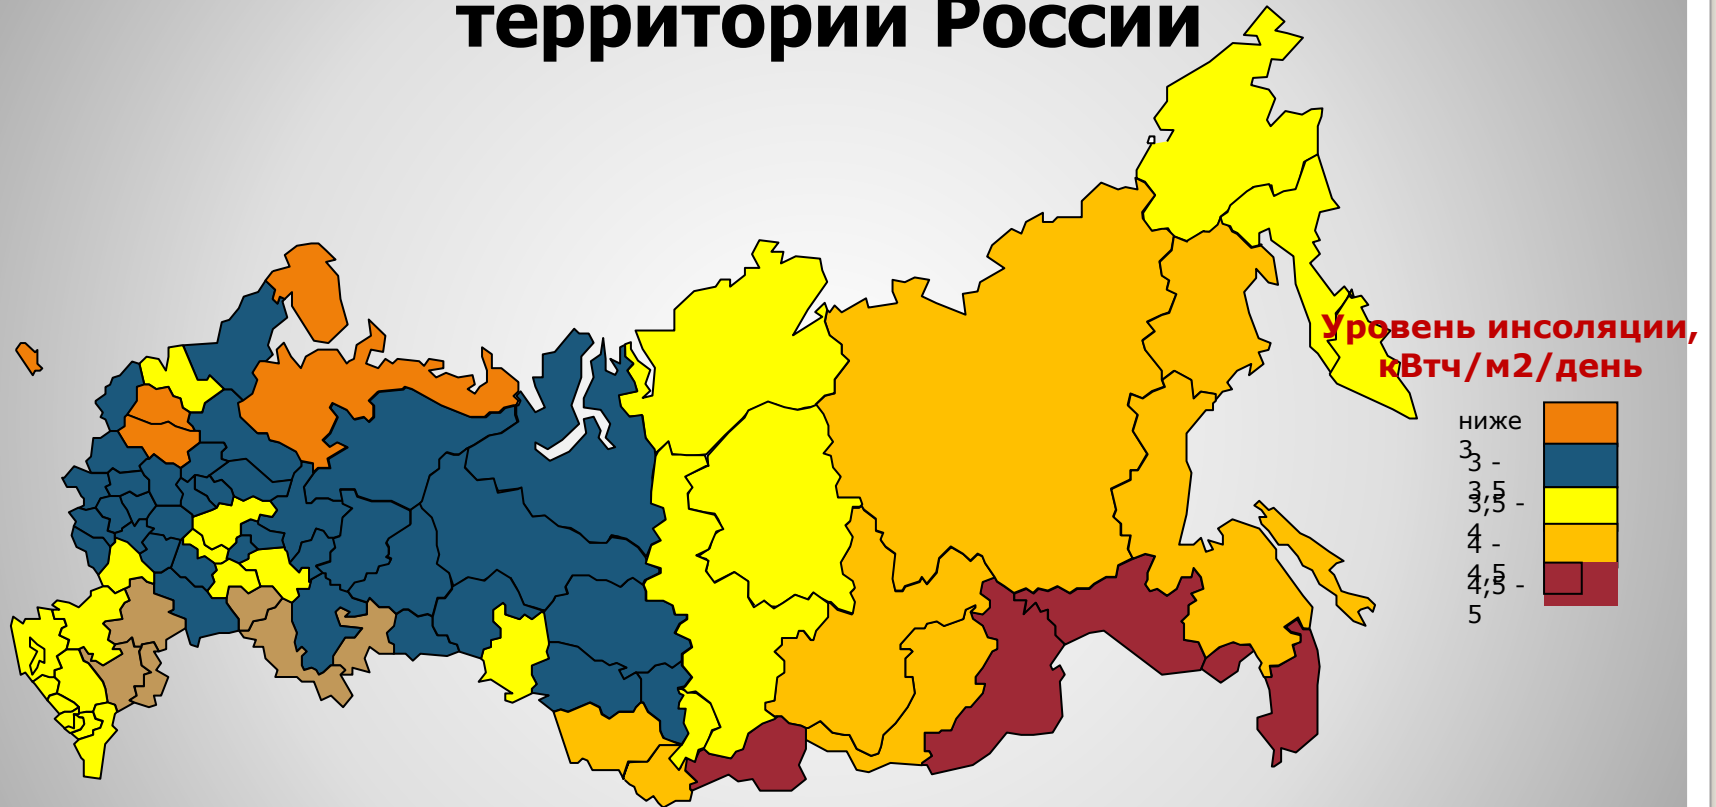 территории России
Уровень инсоляции,
кВтч/м2/день
ниже
3
3 -
3,5
3,5 -
4
4 -
4,5
4,5 -
5